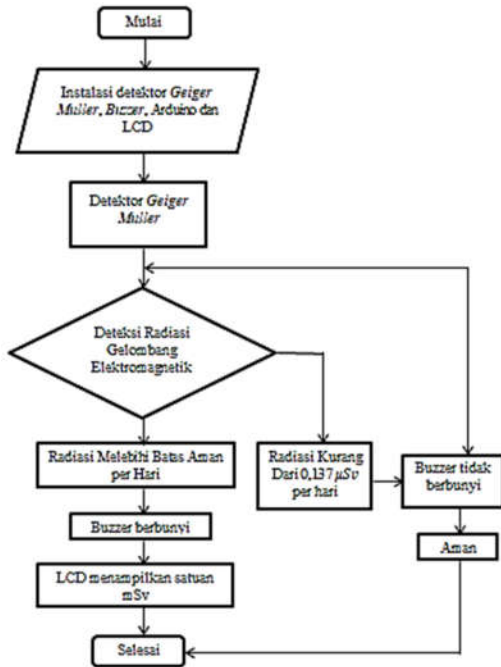 Mulai
Instalasi detektor Geiger
Muller, Buzzer, Arduino dan
LCD
Detektor Geiger
Muller
Deteksi Radiasi
Gelombang
Elektromagnetik
Radiasi Melebihi Batas Aman
per Hari
Radiasi Kurang
Dari 0,137 µSv
per hari
Buzzer tidak
berbunyi
Buzzer berbunyi
Aman
LCD menampilkan satuan
mSv
Selesai